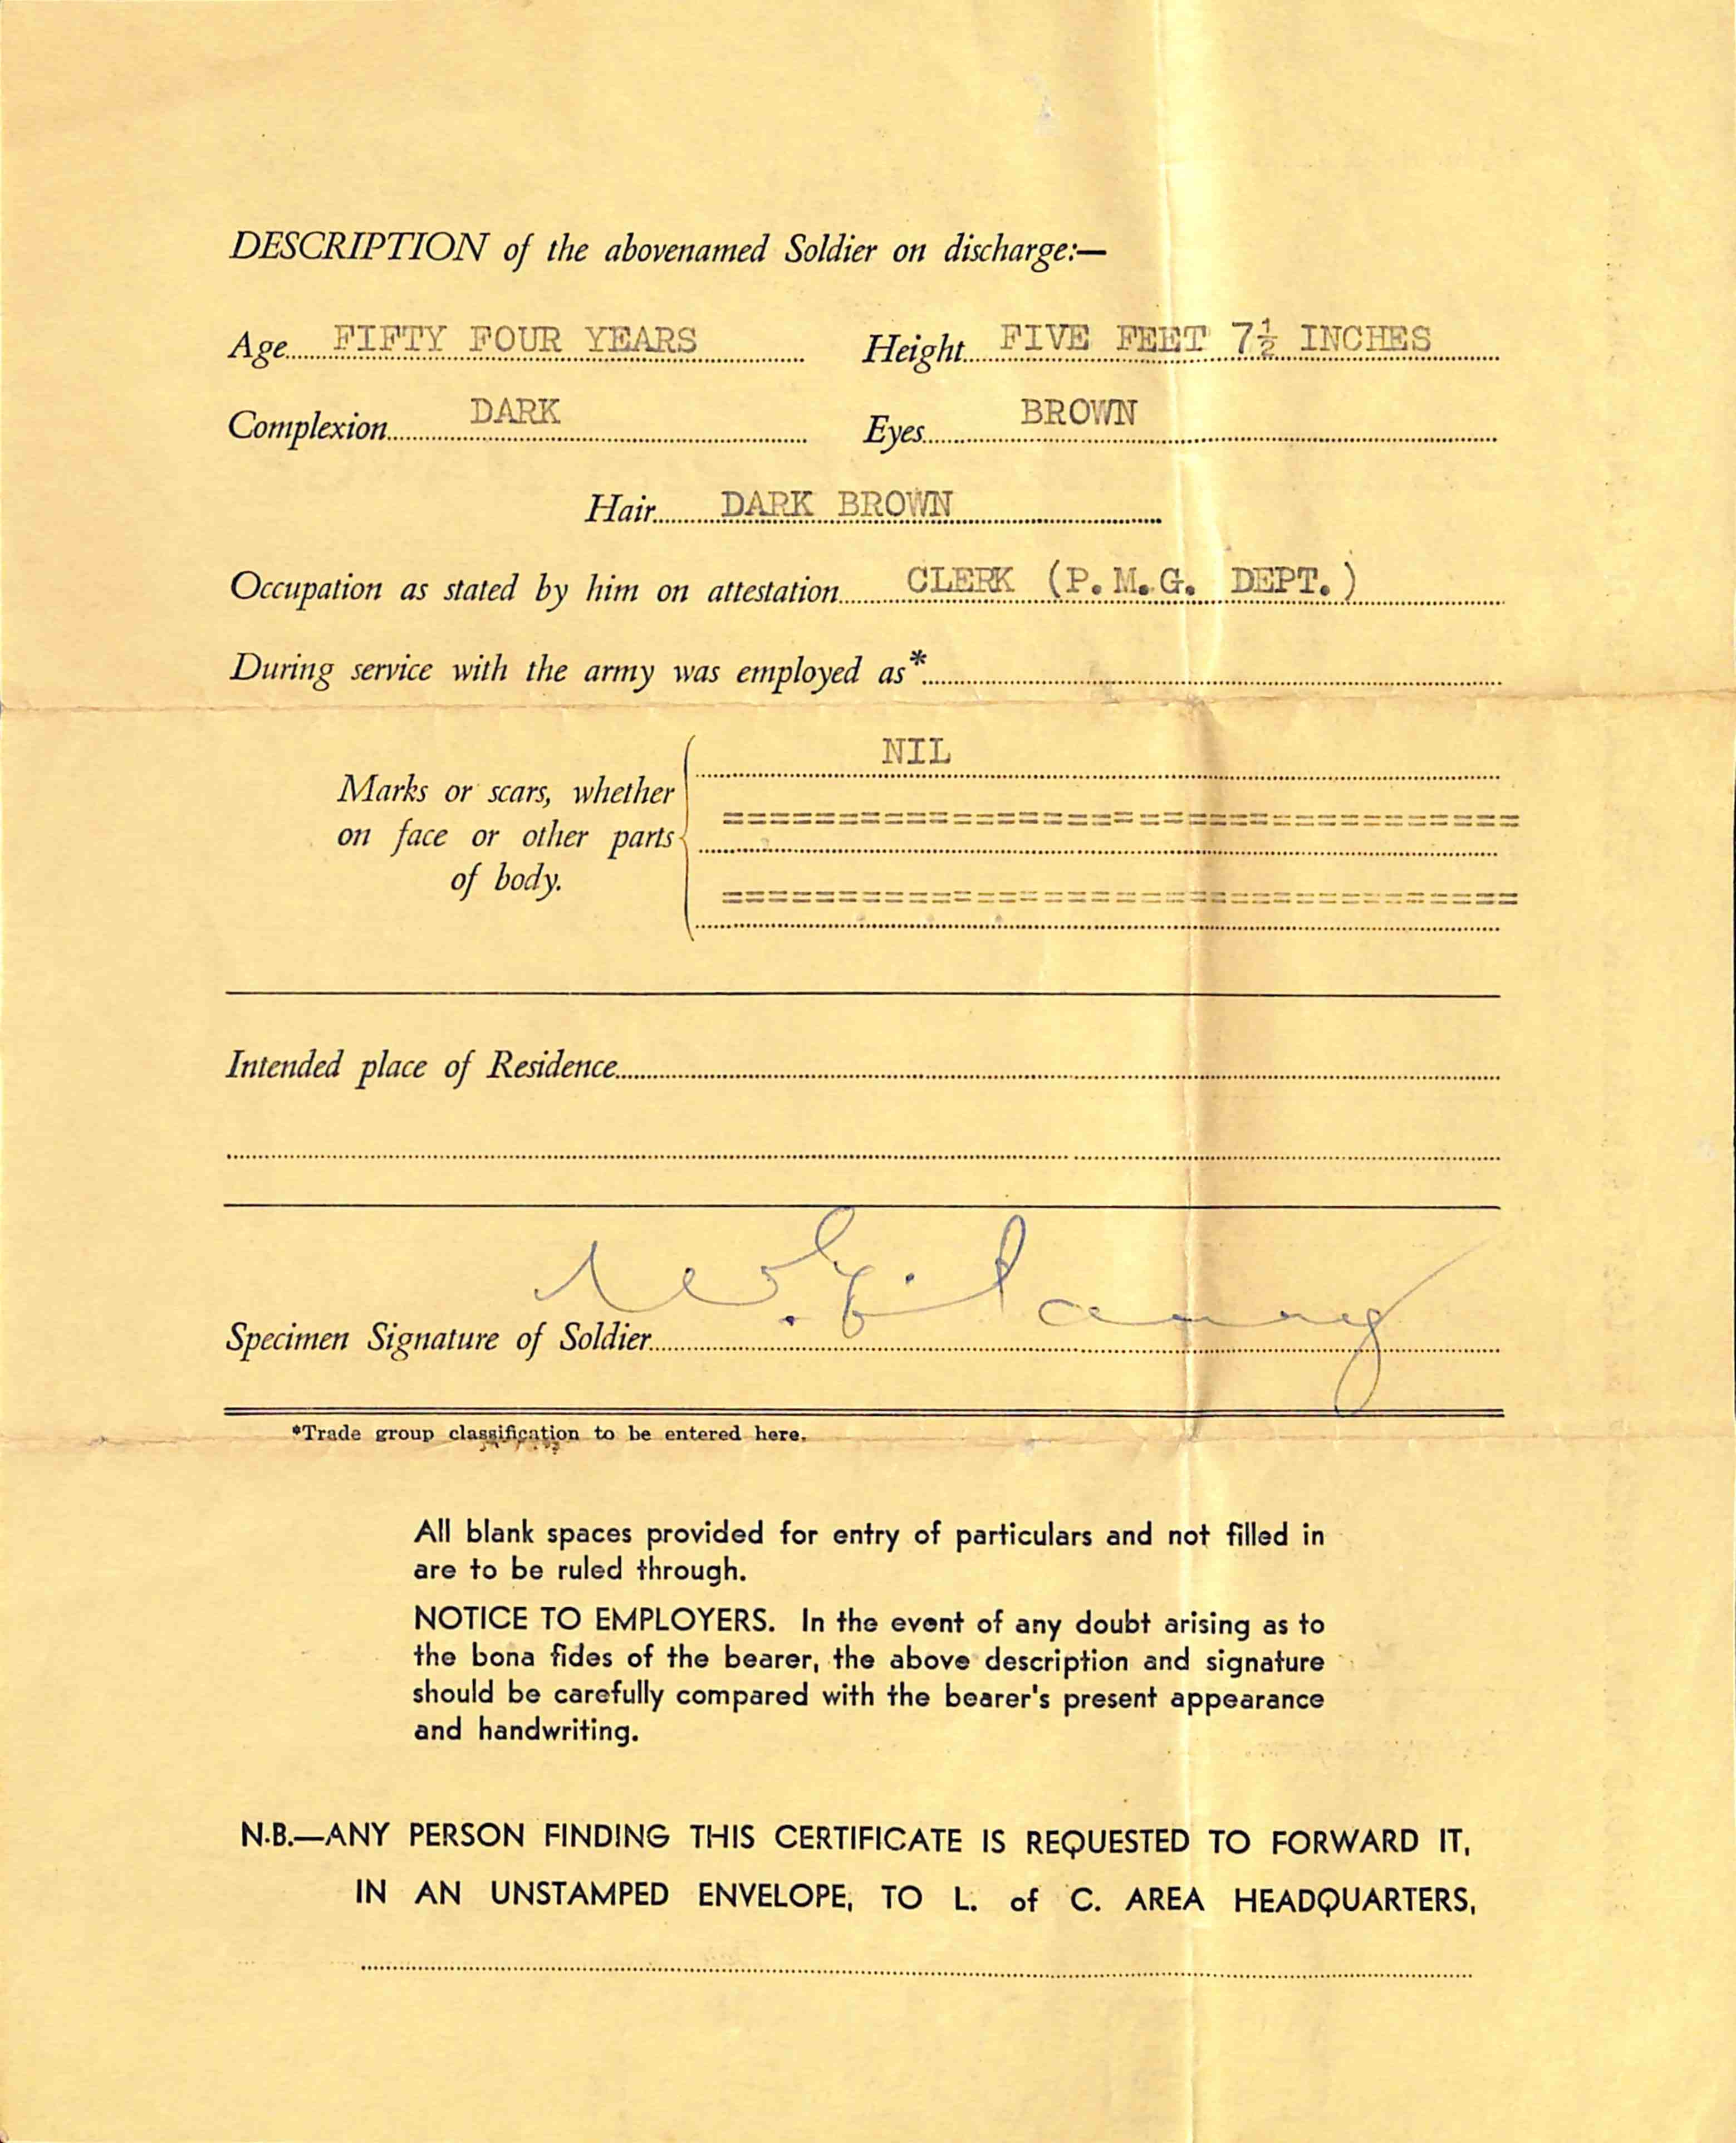 DESCRIPTION of the abovenamed Soldier on discharge:—
Age FIFTY FOUR YEARS Height FIVE FEET 7½ INCHES
Complexion DARK Eyes BROWN
Hair DARK BROWN
Occupation as stated by him on attestation CLERK (P.M.G. DEPT.)
During service with the army was employed as*
NIL
Marks or scars, whether
on face or other parts
of body.
Intended place of Residence
Specimen Signature of Soldier
*Trade group classification to be entered here.
All blank spaces provided for entry of particulars and not filled in
are to be ruled through.
NOTICE TO EMPLOYERS. In the event of any doubt arising as to
the bona fides of the bearer, the above description and signature
should be carefully compared with the bearer's present appearance
and handwriting.
N.B.—ANY PERSON FINDING THIS CERTIFICATE IS REQUESTED TO FORWARD IT,
IN AN UNSTAMPED ENVELOPE, TO L. of C. AREA HEADQUARTERS,